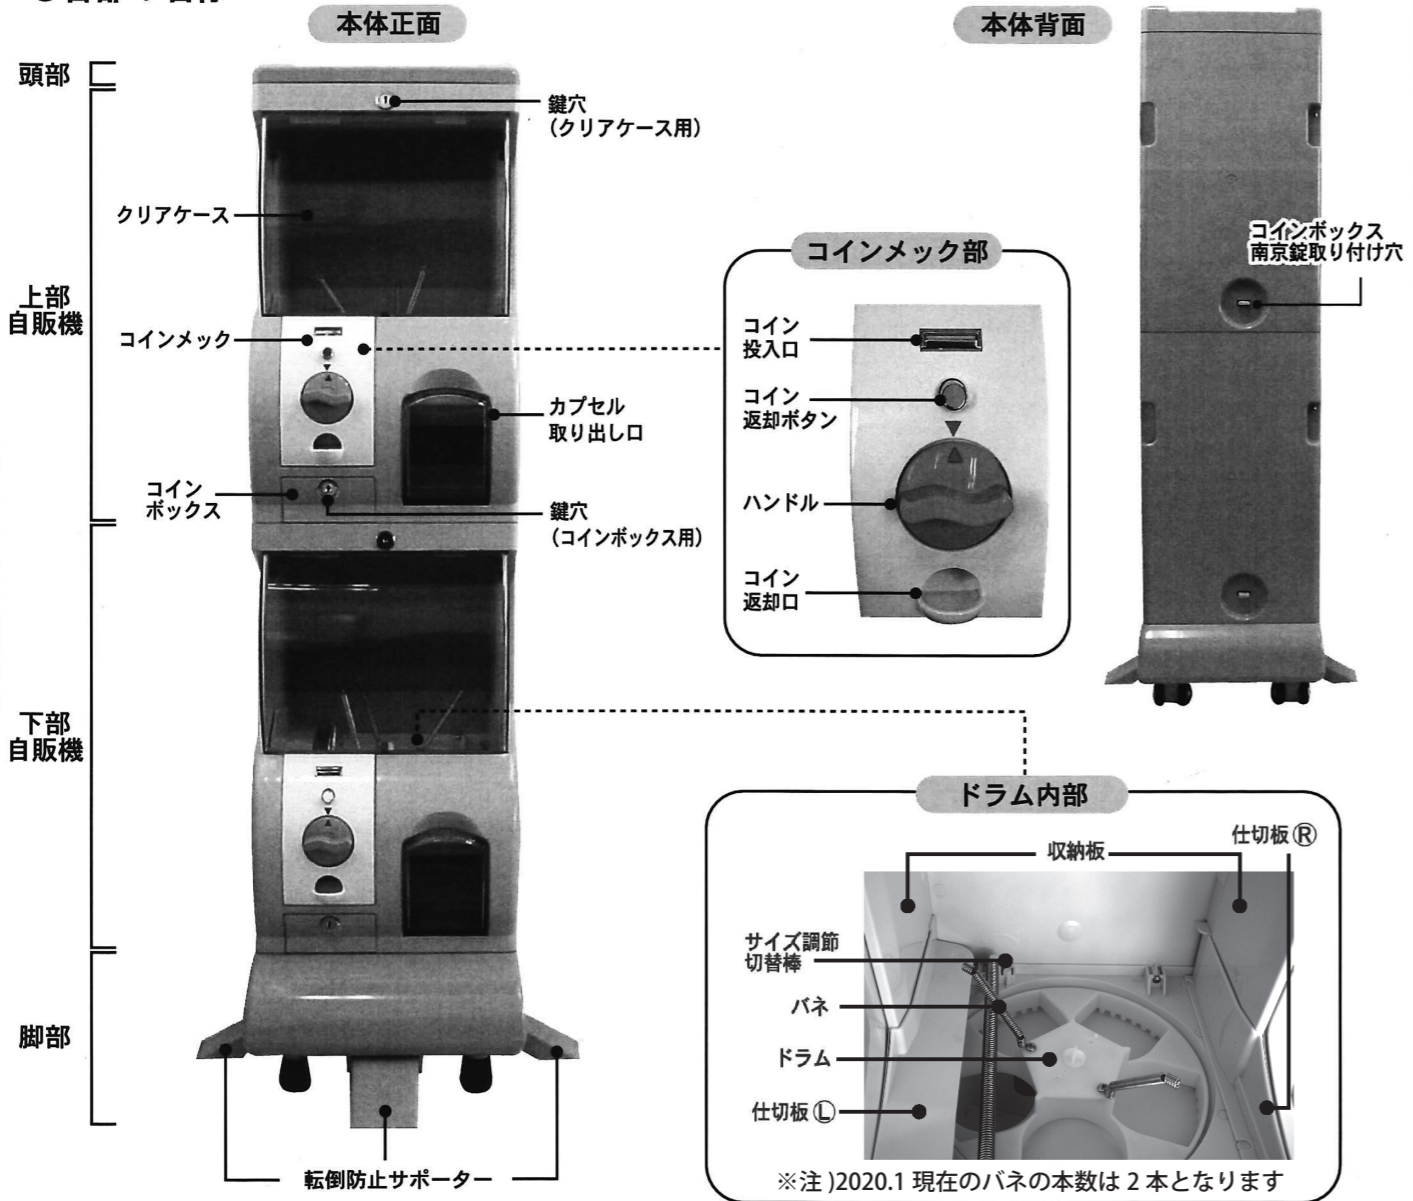 本体正面
本体背面
頭部
鍵穴
(クリアケース用)
クリアケース
上部
自販機
コインメック
カプセル
取り出し口
コイン
ボックス
鍵穴
(コインボックス用)
コインボックス
南京錠取り付け穴
コインメック部
コイン
投入口
コイン
返却ボタン
ハンドル
コイン
返却口
下部
自販機
脚部
転倒防止サポーター
ドラム内部
収納板
仕切板Ⓡ
サイズ調節
切替棒
バネ
ドラム
仕切板Ⓛ
※注)2020.1 現在のバネの本数は 2 本となります